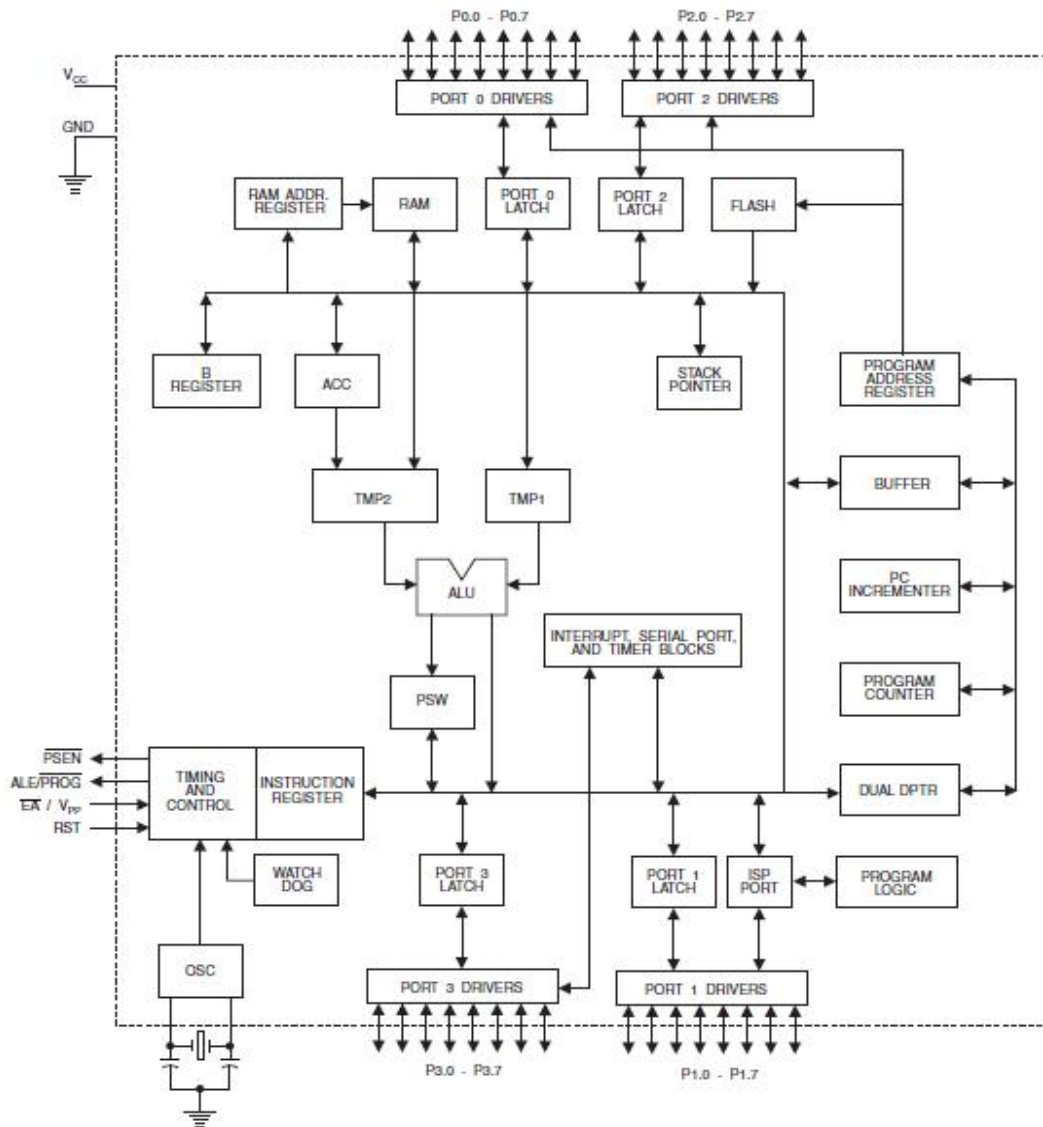 P0.0 - P0.7
P2.0 - P2.7
VCC
PORT 0 DRIVERS
PORT 2 DRIVERS
GND
RAM ADDR.
REGISTER
RAM
PORT 0
LATCH
PORT 2
LATCH
FLASH
B
REGISTER
ACC
STACK
POINTER
PROGRAM
ADDRESS
REGISTER
BUFFER
TMP2
TMP1
ALU
PC
INCREMENTER
INTERRUPT, SERIAL PORT,
AND TIMER BLOCKS
PROGRAM
COUNTER
PSW
PSEN
ALE/PROG
EA / VPP
RST
TIMING
AND
CONTROL
INSTRUCTION
REGISTER
DUAL DPTR
WATCH
DOG
PORT 3
LATCH
PORT 1
LATCH
ISP
PORT
PROGRAM
LOGIC
OSC
PORT 3 DRIVERS
PORT 1 DRIVERS
P3.0 - P3.7
P1.0 - P1.7